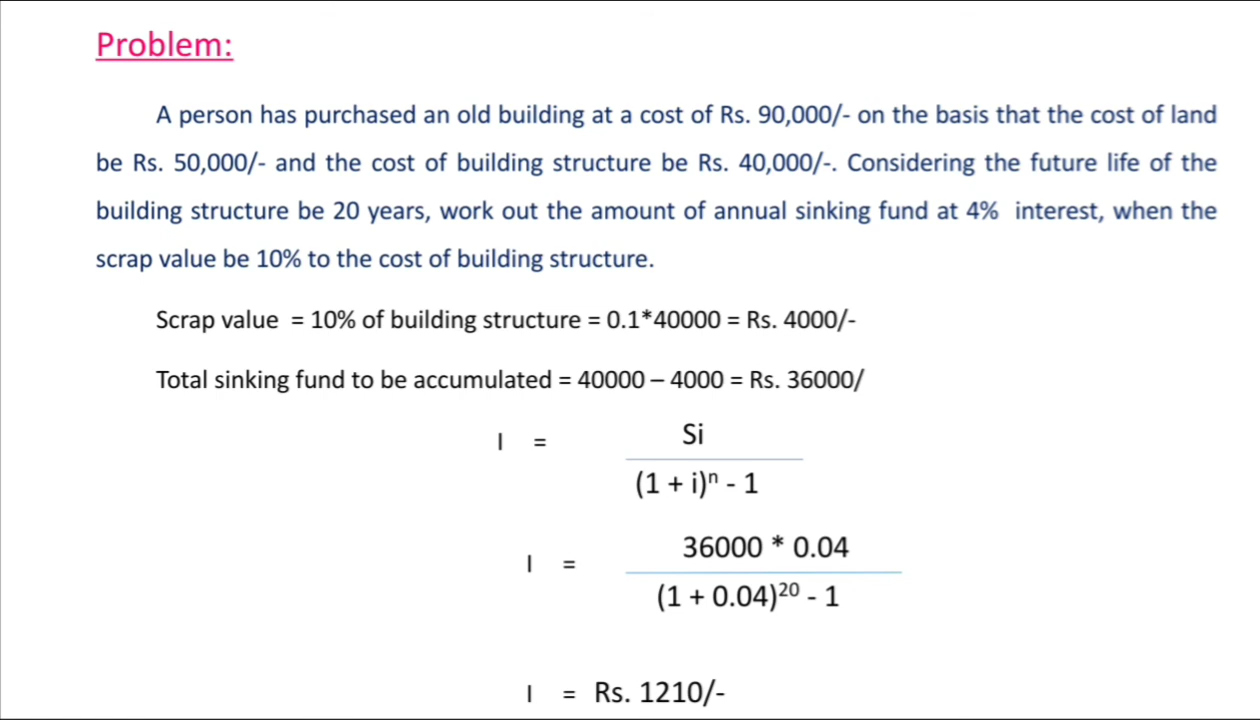 Problem:
A person has purchased an old building at a cost of Rs. 90,000/- on the basis that the cost of land
be Rs. 50,000/- and the cost of building structure be Rs. 40,000/-. Considering the future life of the
building structure be 20 years, work out the amount of annual sinking fund at 4% interest, when the
scrap value be 10% to the cost of building structure.
Scrap value = 10% of building structure = 0.1*40000 = Rs. 4000/-
Total sinking fund to be accumulated = 40000 – 4000 = Rs. 36000/
Si
I =
(1 + i)ⁿ - 1
36000 * 0.04
I =
(1 + 0.04)²⁰ - 1
I = Rs. 1210/-